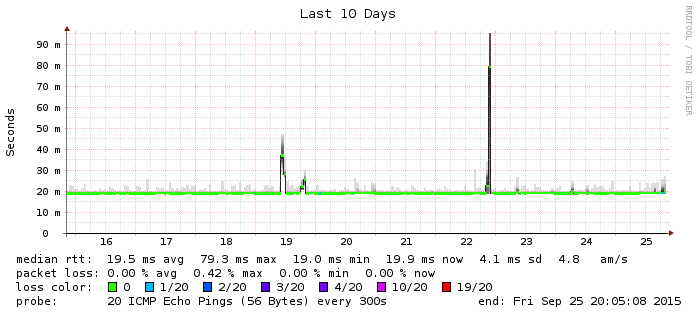 Last 10 Days
RRDTOOL / TOBI OETIKER
Seconds
90 m
80 m
70 m
60 m
50 m
40 m
30 m
20 m
10 m
0
16 17 18 19 20 21 22 23 24 25
median rtt: 19.5 ms avg 79.3 ms max 19.0 ms min 19.9 ms now 4.1 ms sd 4.8 am/s
packet loss: 0.00 % avg 0.42 % max 0.00 % min 0.00 % now
loss color: 0 1/20 2/20 3/20 4/20 10/20 19/20
probe: 20 ICMP Echo Pings (56 Bytes) every 300s end: Fri Sep 25 20:05:08 2015